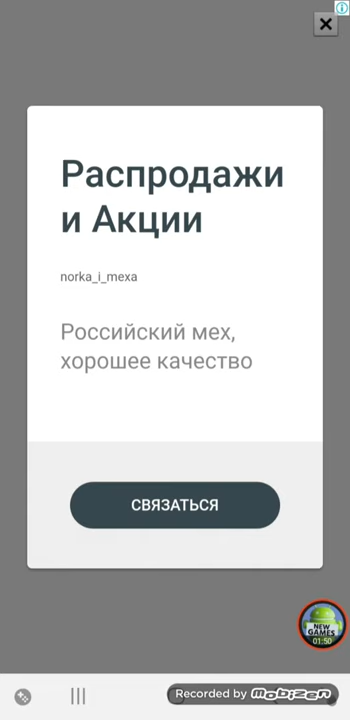 Распродажи
и Акции
norka_i_mexa
Российский мех,
хорошее качество
СВЯЗАТЬСЯ
NEW
GAMES
01:50
Recorded by Mobizen